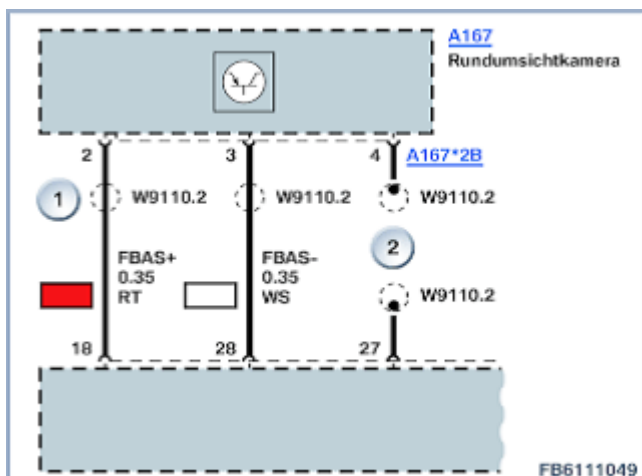 A167
Rundumsichtkamera
2
3
4
A167*2B
1
W9110.2
W9110.2
W9110.2
2
FBAS+
0.35
RT
FBAS-
0.35
WS
W9110.2
18
28
27
FB6111049